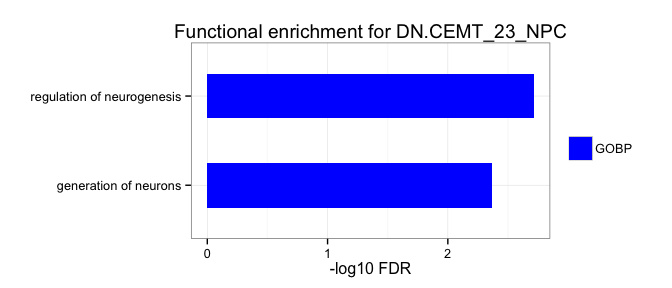 Functional enrichment for DN.CEMT_23_NPC
regulation of neurogenesis
generation of neurons
GOBP
0 1 2
-log10 FDR